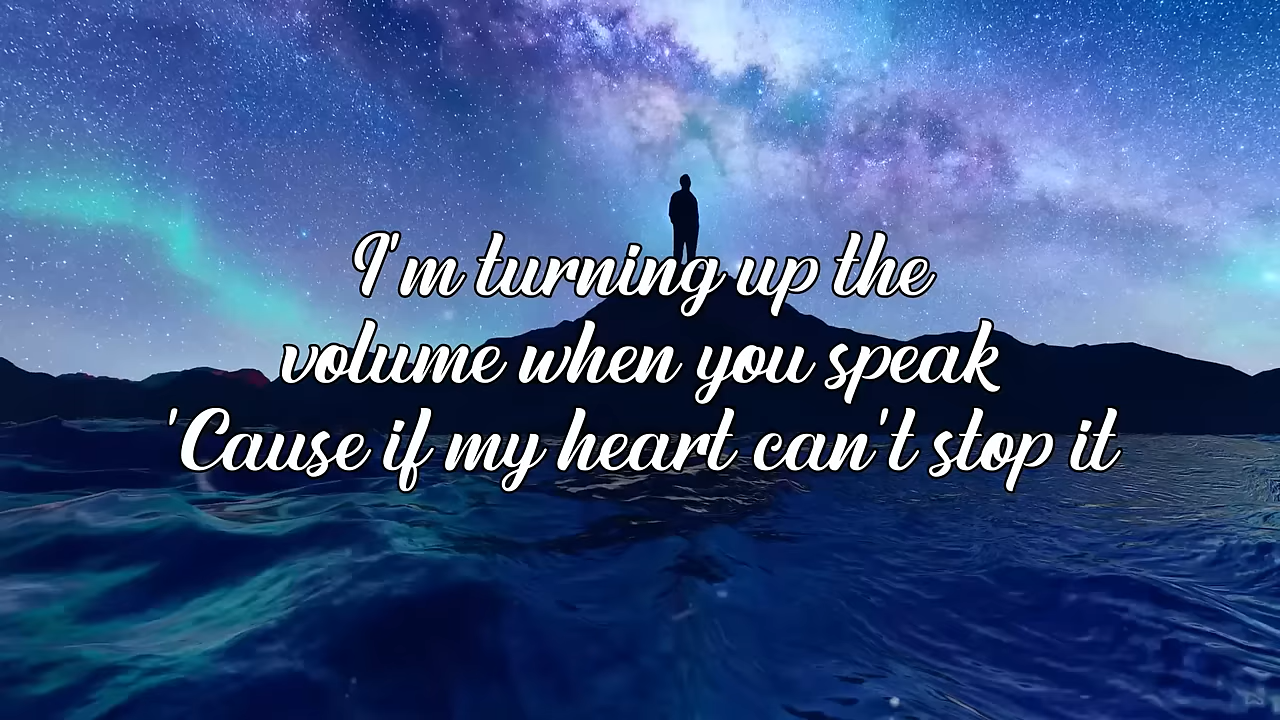 I'm turning up the
volume when you speak
'Cause if my heart can't stop it